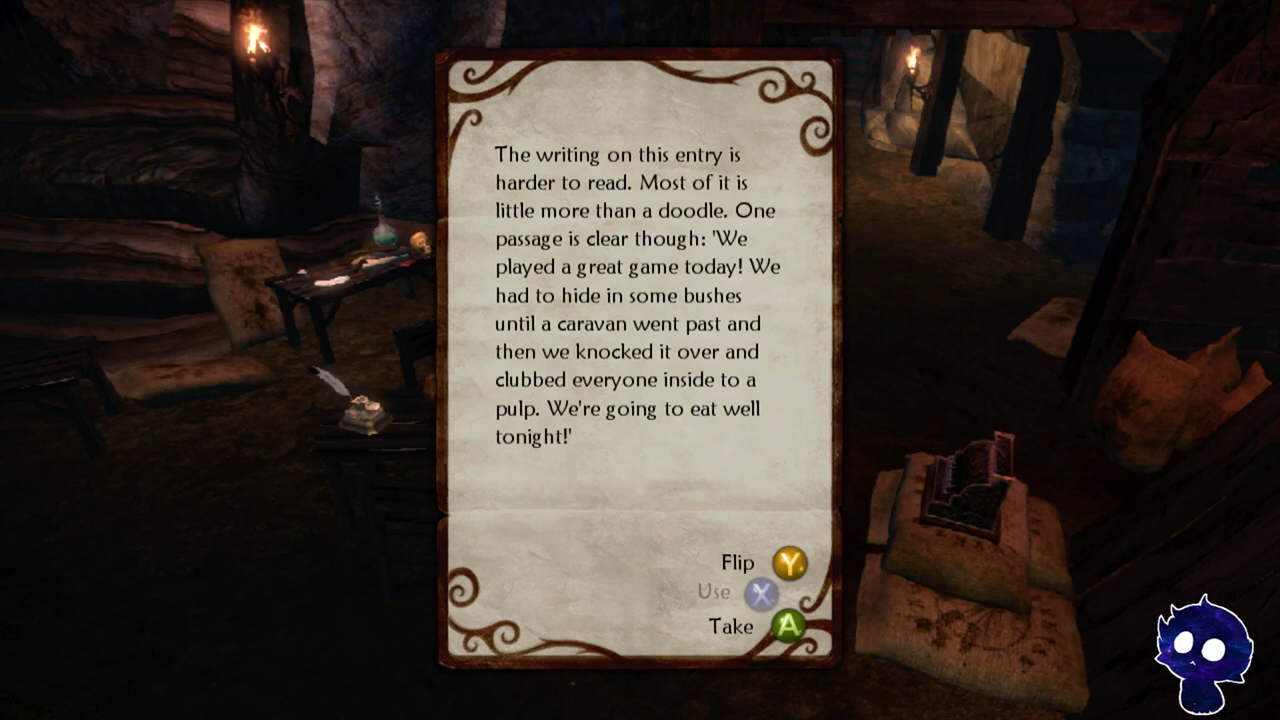 The writing on this entry is
harder to read. Most of it is
little more than a doodle. One
passage is clear though: 'We
played a great game today! We
had to hide in some bushes
until a caravan went past and
then we knocked it over and
clubbed everyone inside to a
pulp. We're going to eat well
tonight!'
Flip Y
Use X
Take A